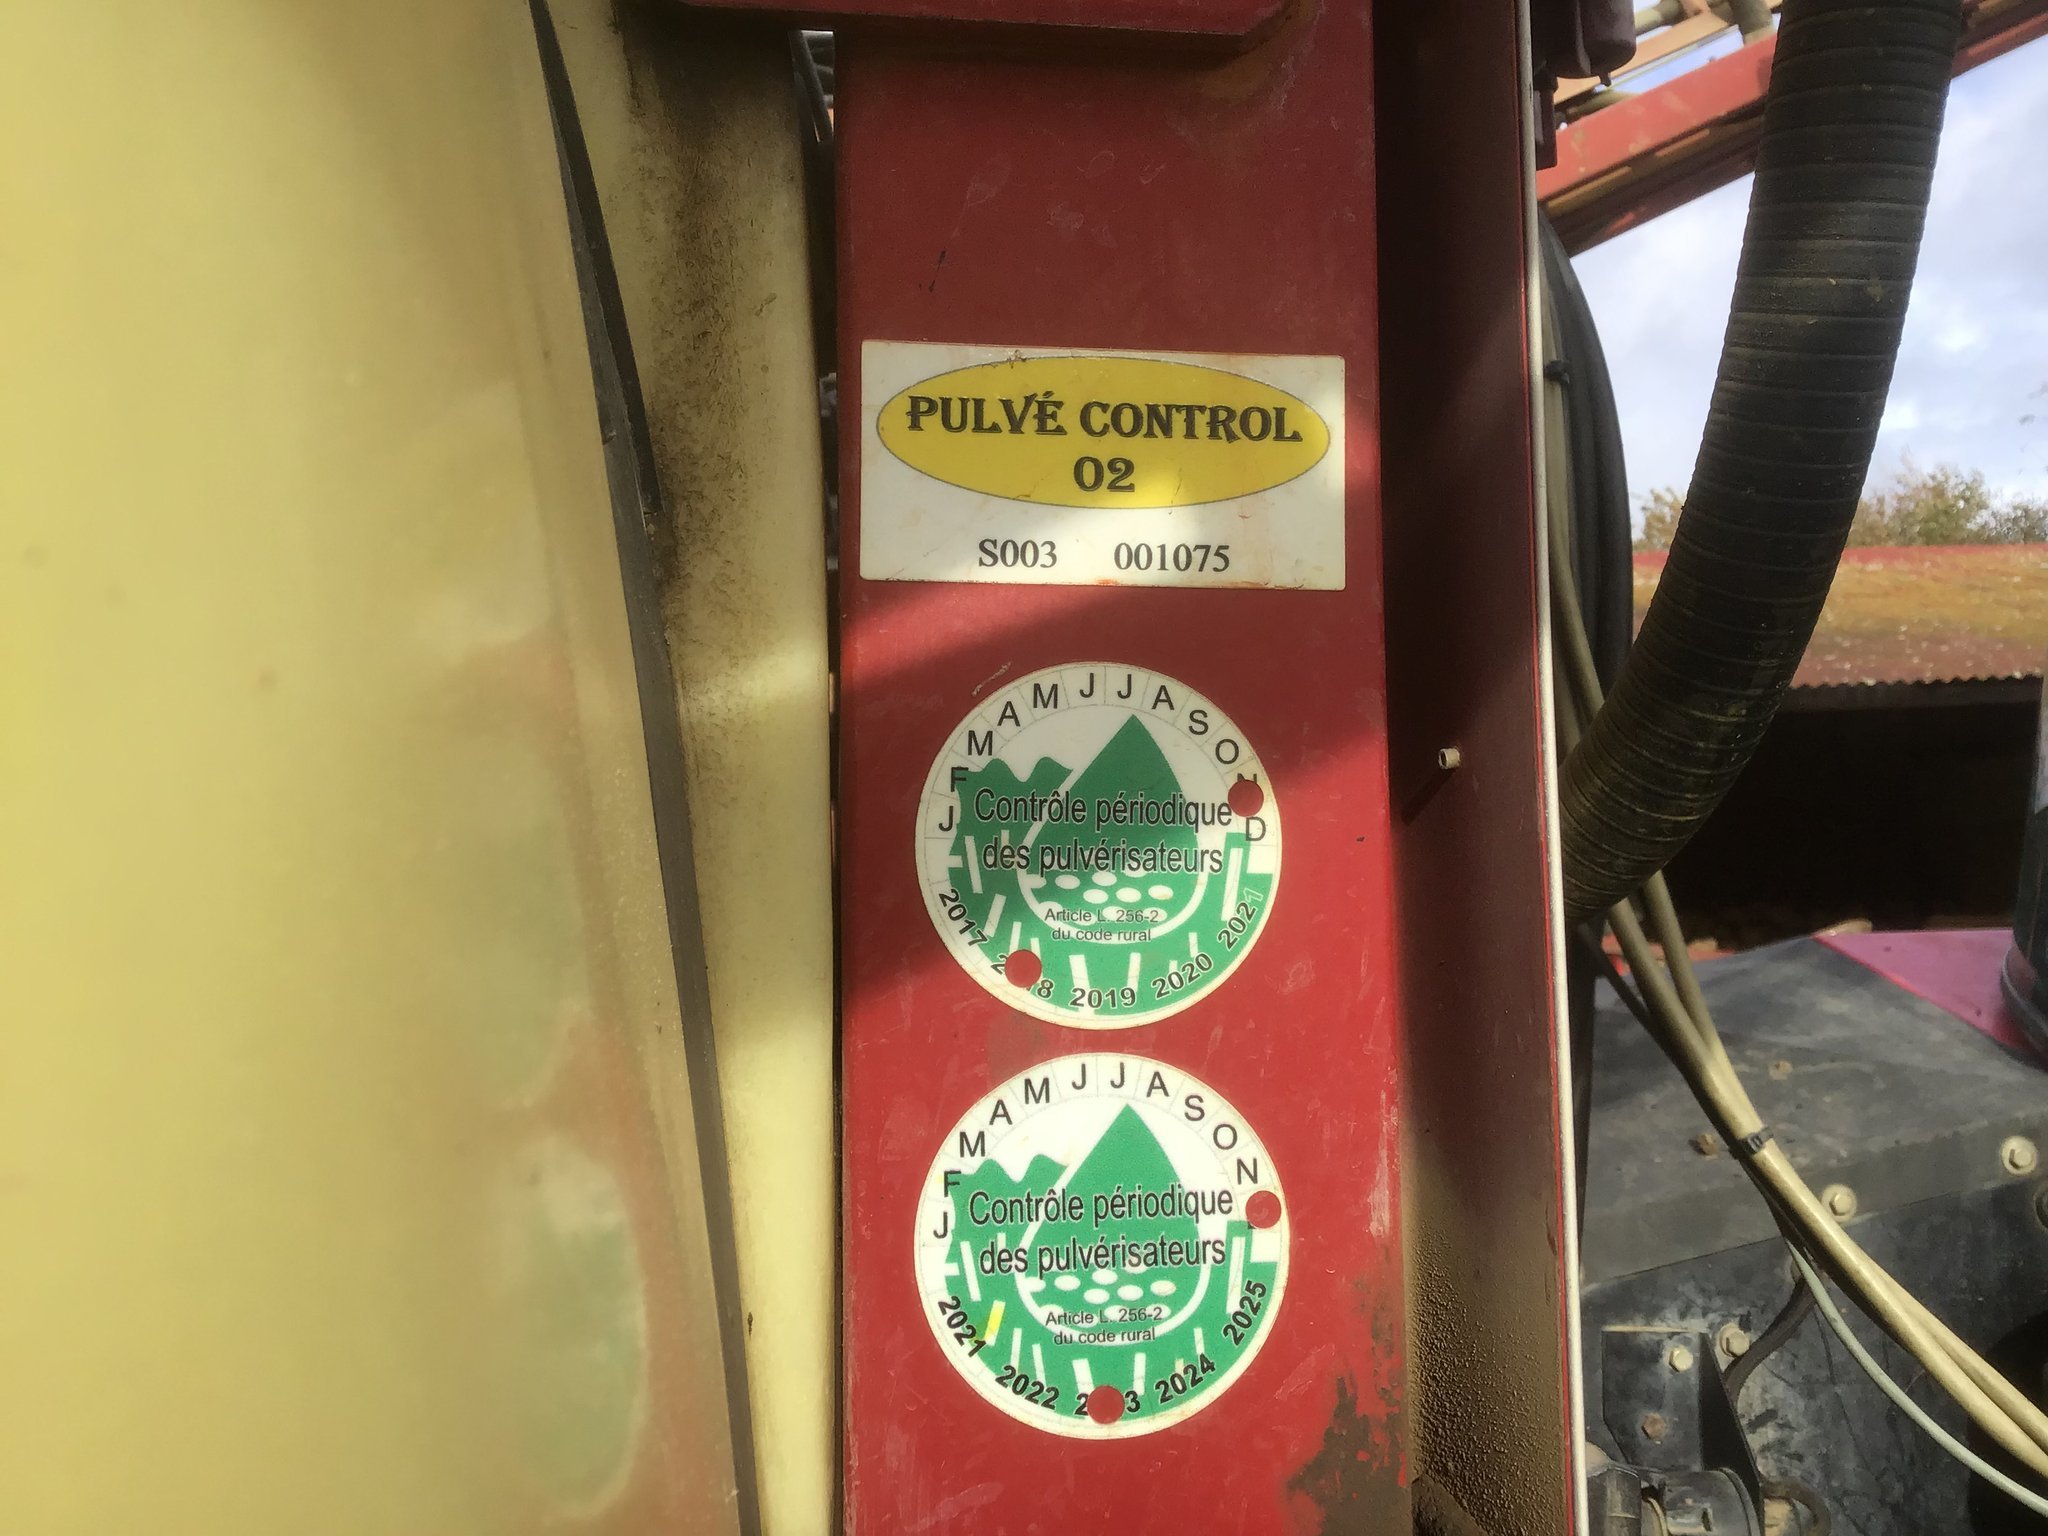 PULVÉ CONTROL
02
S003 001075
J F M A M J J A S O N D
Contrôle périodique
des pulvérisateurs
Article L. 256-2
du code rural
2017 2019 2020 2021
J F M A M J J A S O N
Contrôle périodique
des pulvérisateurs
Article L. 256-2
du code rural
2021 2022 2024 2025